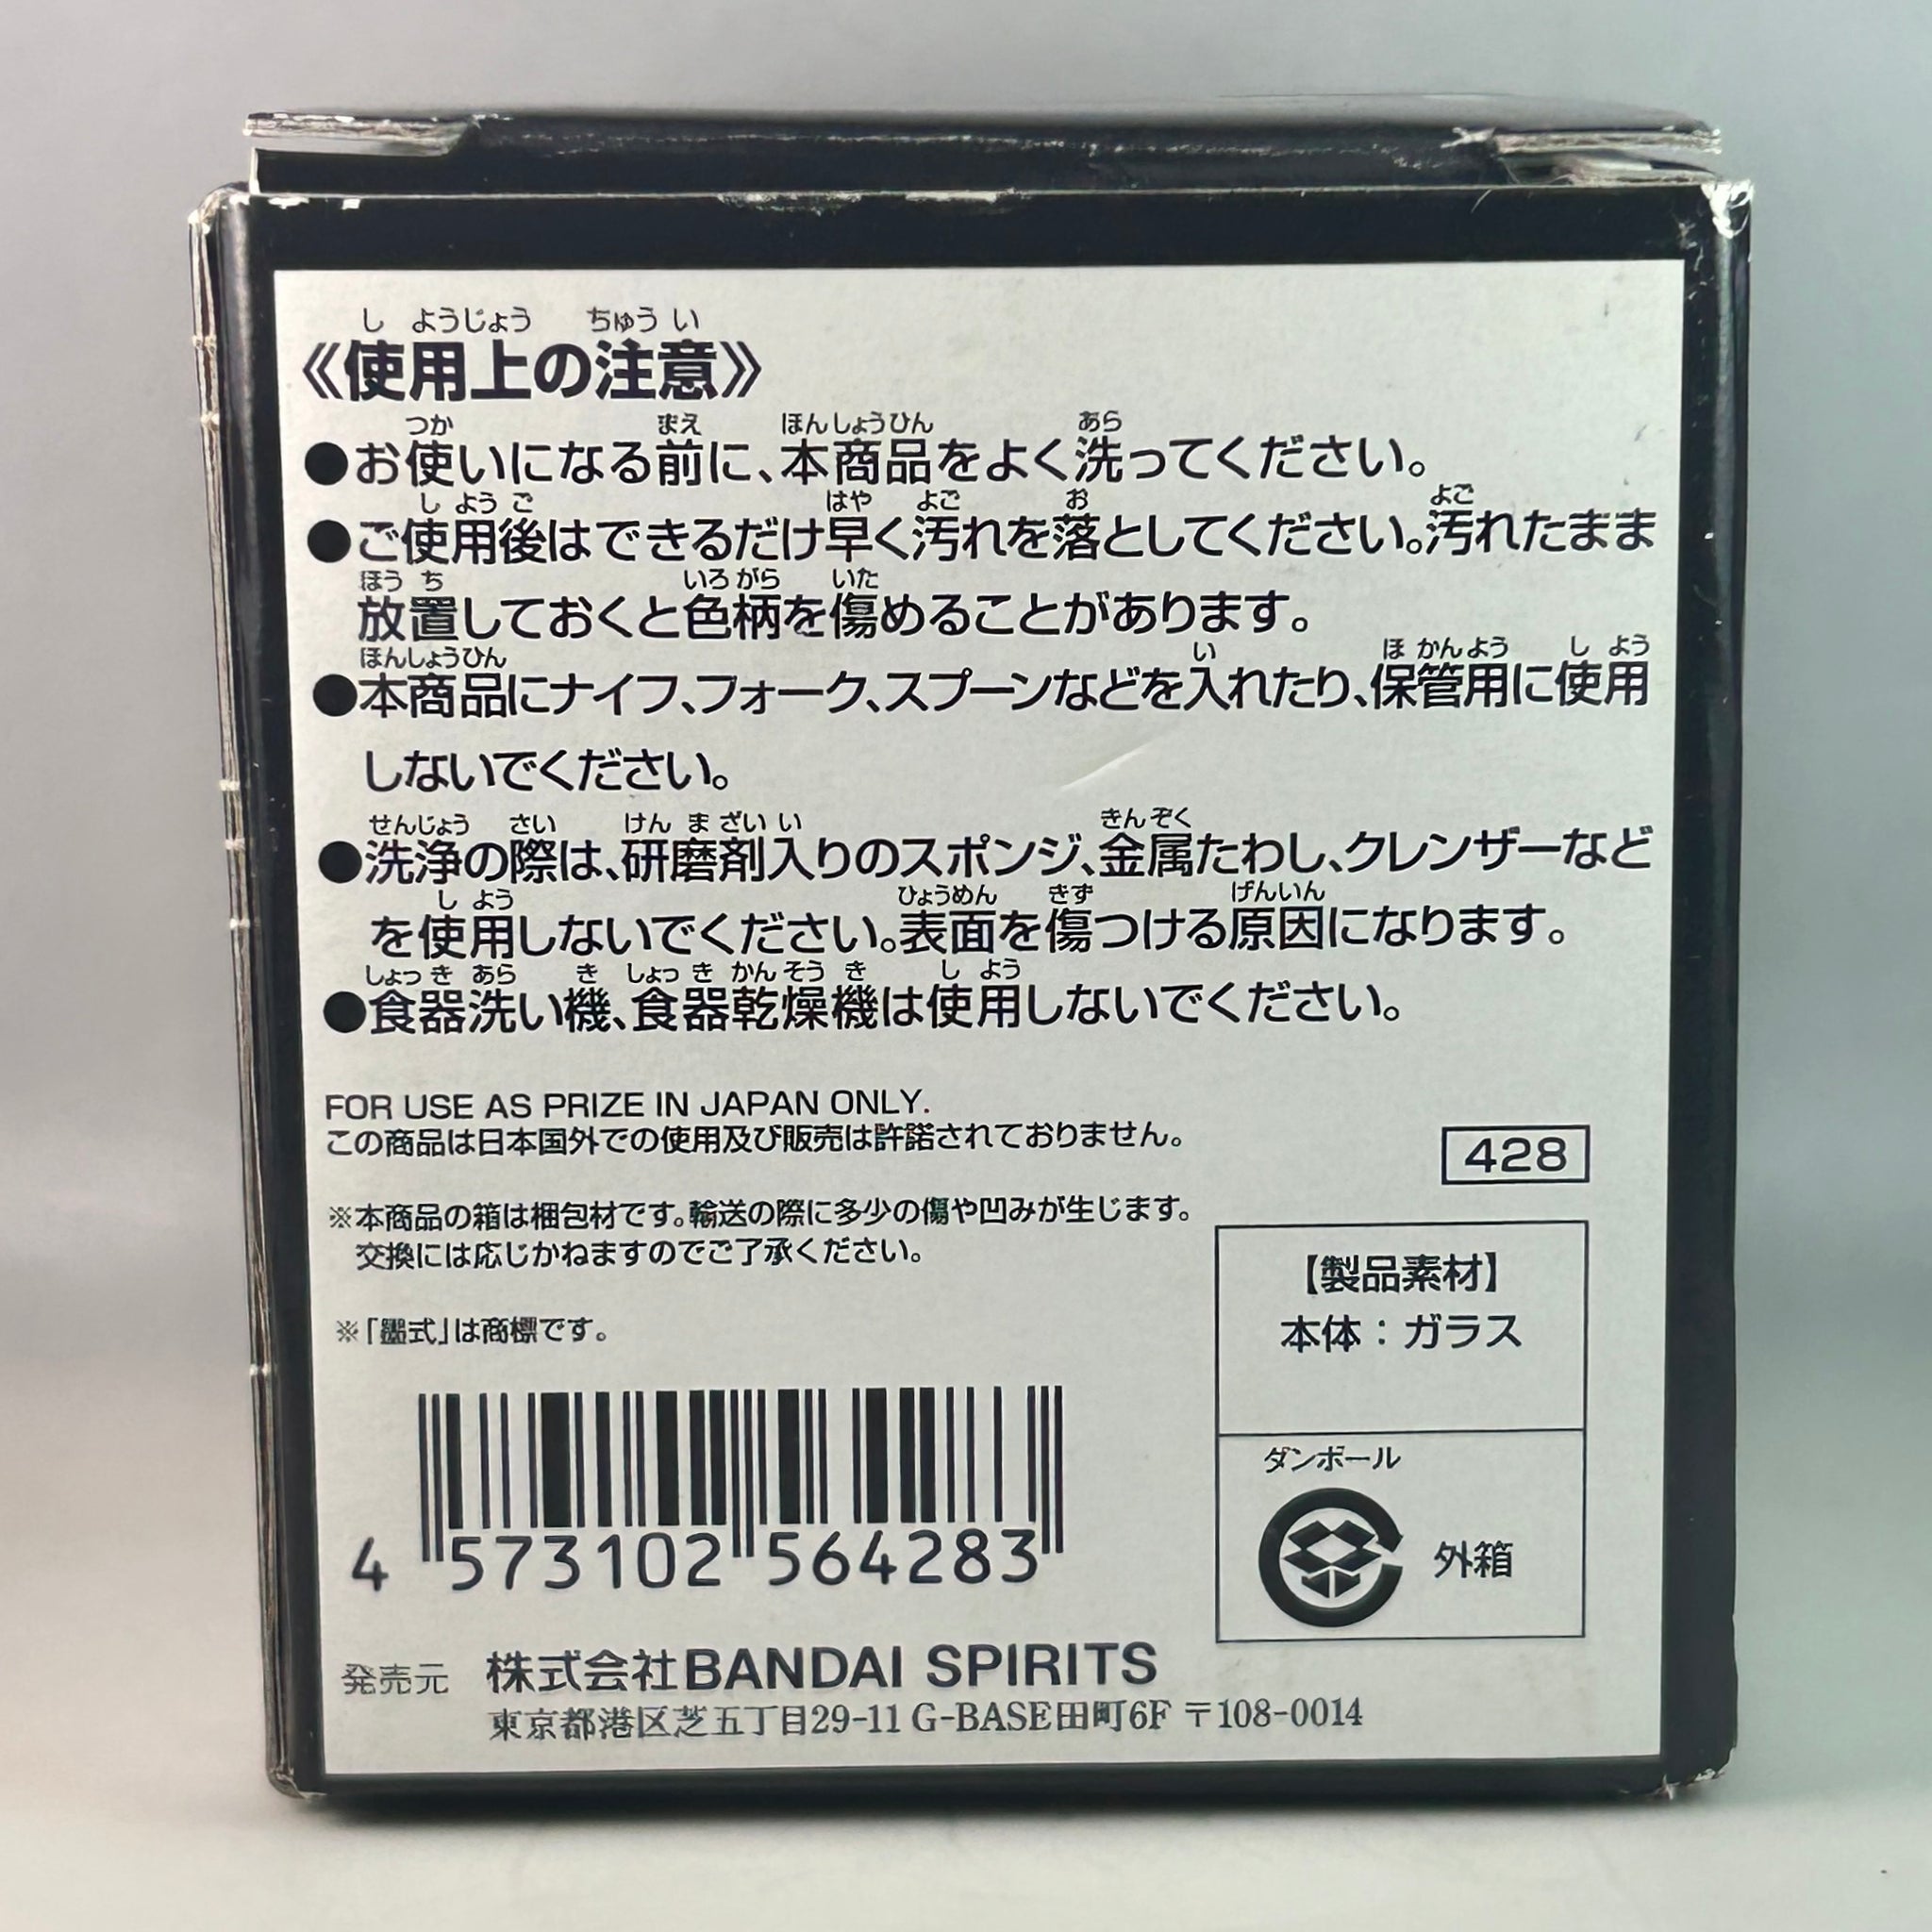 し ようじょう ちゅう い
《使用上の注意》
つか まえ ほんしょうひん あら
●お使いになる前に、本商品をよく洗ってください。
し よう ご はや よご お よご
●ご使用後はできるだけ早く汚れを落としてください。汚れたまま
ほう ち いろ がら いた
放置しておくと色柄を傷めることがあります。
ほんしょうひん い ほ かん よう し よう
●本商品にナイフ、フォーク、スプーンなどを入れたり、保管用に使用
しないでください。
せんじょう さい けん ま ざい い きん ぞく
●洗浄の際は、研磨剤入りのスポンジ、金属たわし、クレンザーなど
し よう ひょうめん きず げんいん
を使用しないでください。表面を傷つける原因になります。
しょっ き あら き しょっ き かん そう き し よう
●食器洗い機、食器乾燥機は使用しないでください。
FOR USE AS PRIZE IN JAPAN ONLY.
この商品は日本国外での使用及び販売は許諾されておりません。
428
※本商品の箱は梱包材です。輸送の際に多少の傷や凹みが生じます。
交換には応じかねますのでご了承ください。
※「墨式」は商標です。
【製品素材】
本体：ガラス
ダンボール
外箱
4 573102 564283
発売元 株式会社BANDAI SPIRITS
東京都港区芝五丁目29-11 G-BASE田町6F 〒108-0014